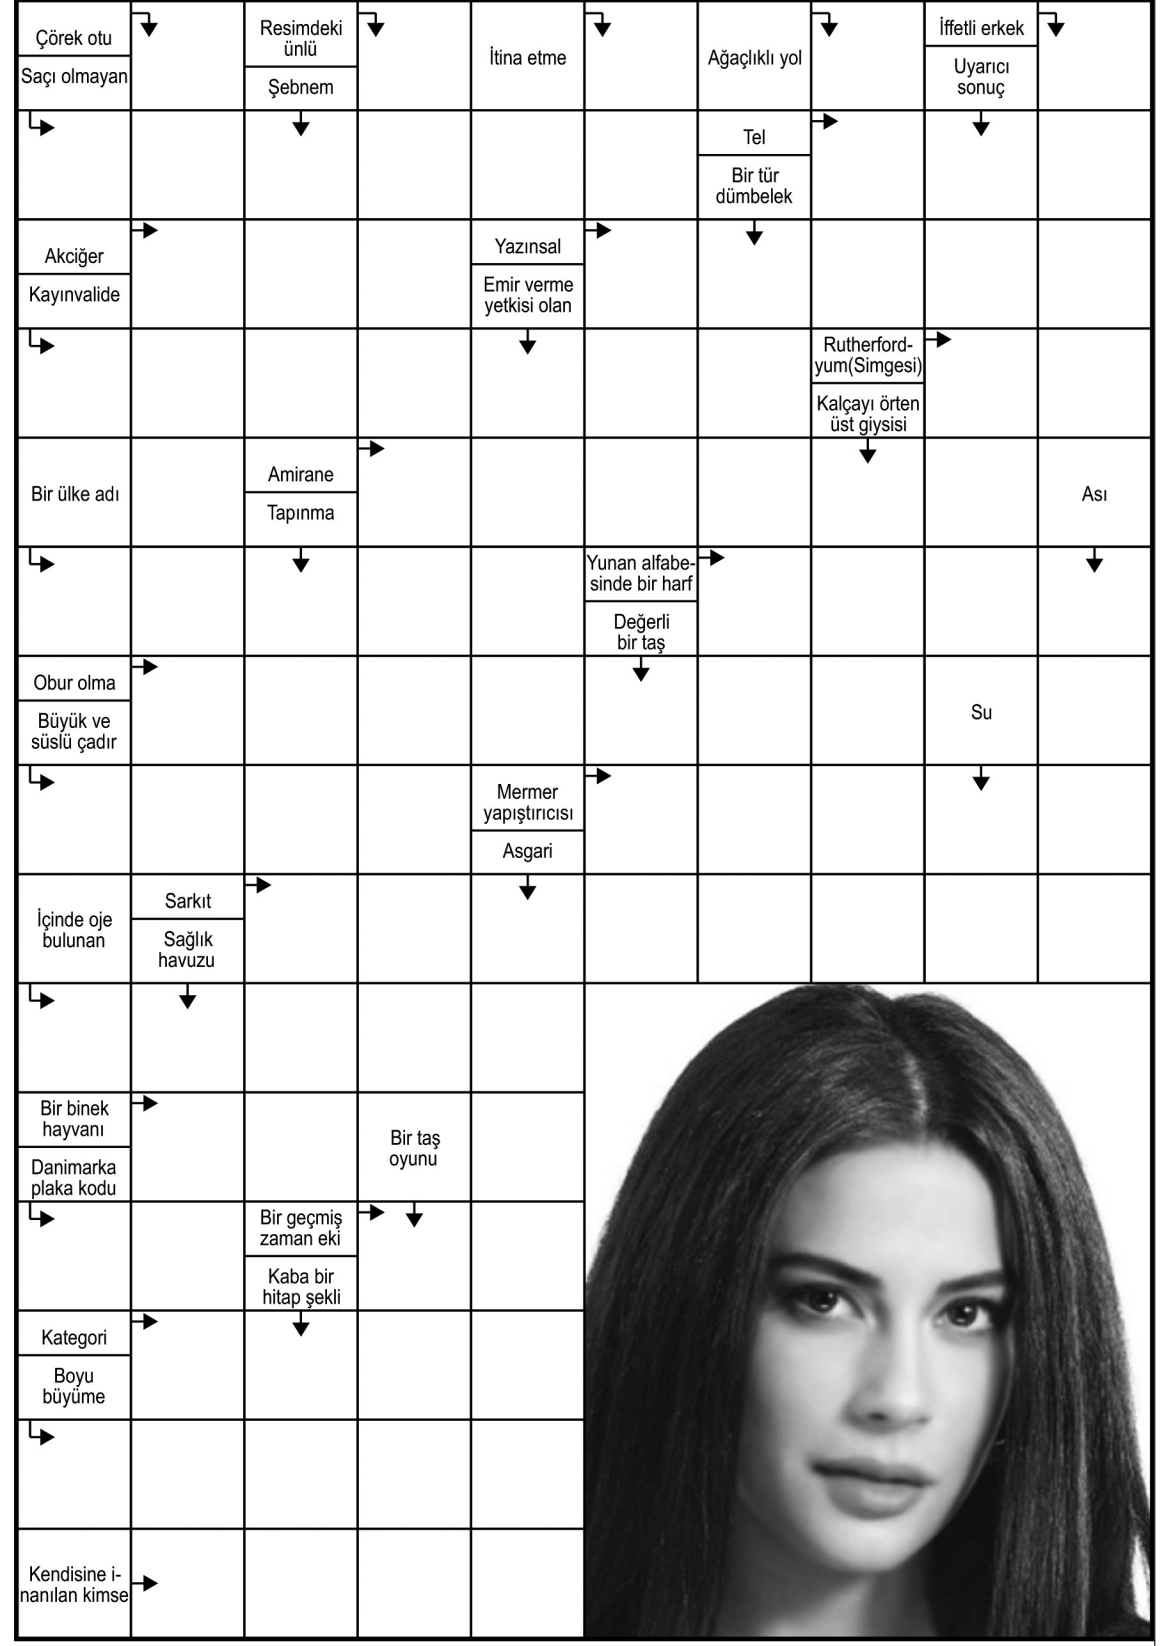 Çörek otu
Saçı olmayan
Resimdeki
ünlü
Şebnem
İtina etme
Ağaçlıklı yol
İffetli erkek
Uyarıcı
sonuç
Tel
Bir tür
dümbelek
Akciğer
Kayınvalide
Yazınsal
Emir verme
yetkisi olan
Rutherford-
yum(Simgesi)
Kalçayı örten
üst giysisi
Bir ülke adı
Amirane
Tapınma
Ası
Yunan alfabe-
sinde bir harf
Değerli
bir taş
Obur olma
Büyük ve
süslü çadır
Su
Mermer
yapıştırıcısı
Asgari
İçinde oje
bulunan
Sarkıt
Sağlık
havuzu
Bir binek
hayvanı
Danimarka
plaka kodu
Bir taş
oyunu
Bir geçmiş
zaman eki
Kaba bir
hitap şekli
Kategori
Boyu
büyüme
Kendisine i-
nanılan kimse